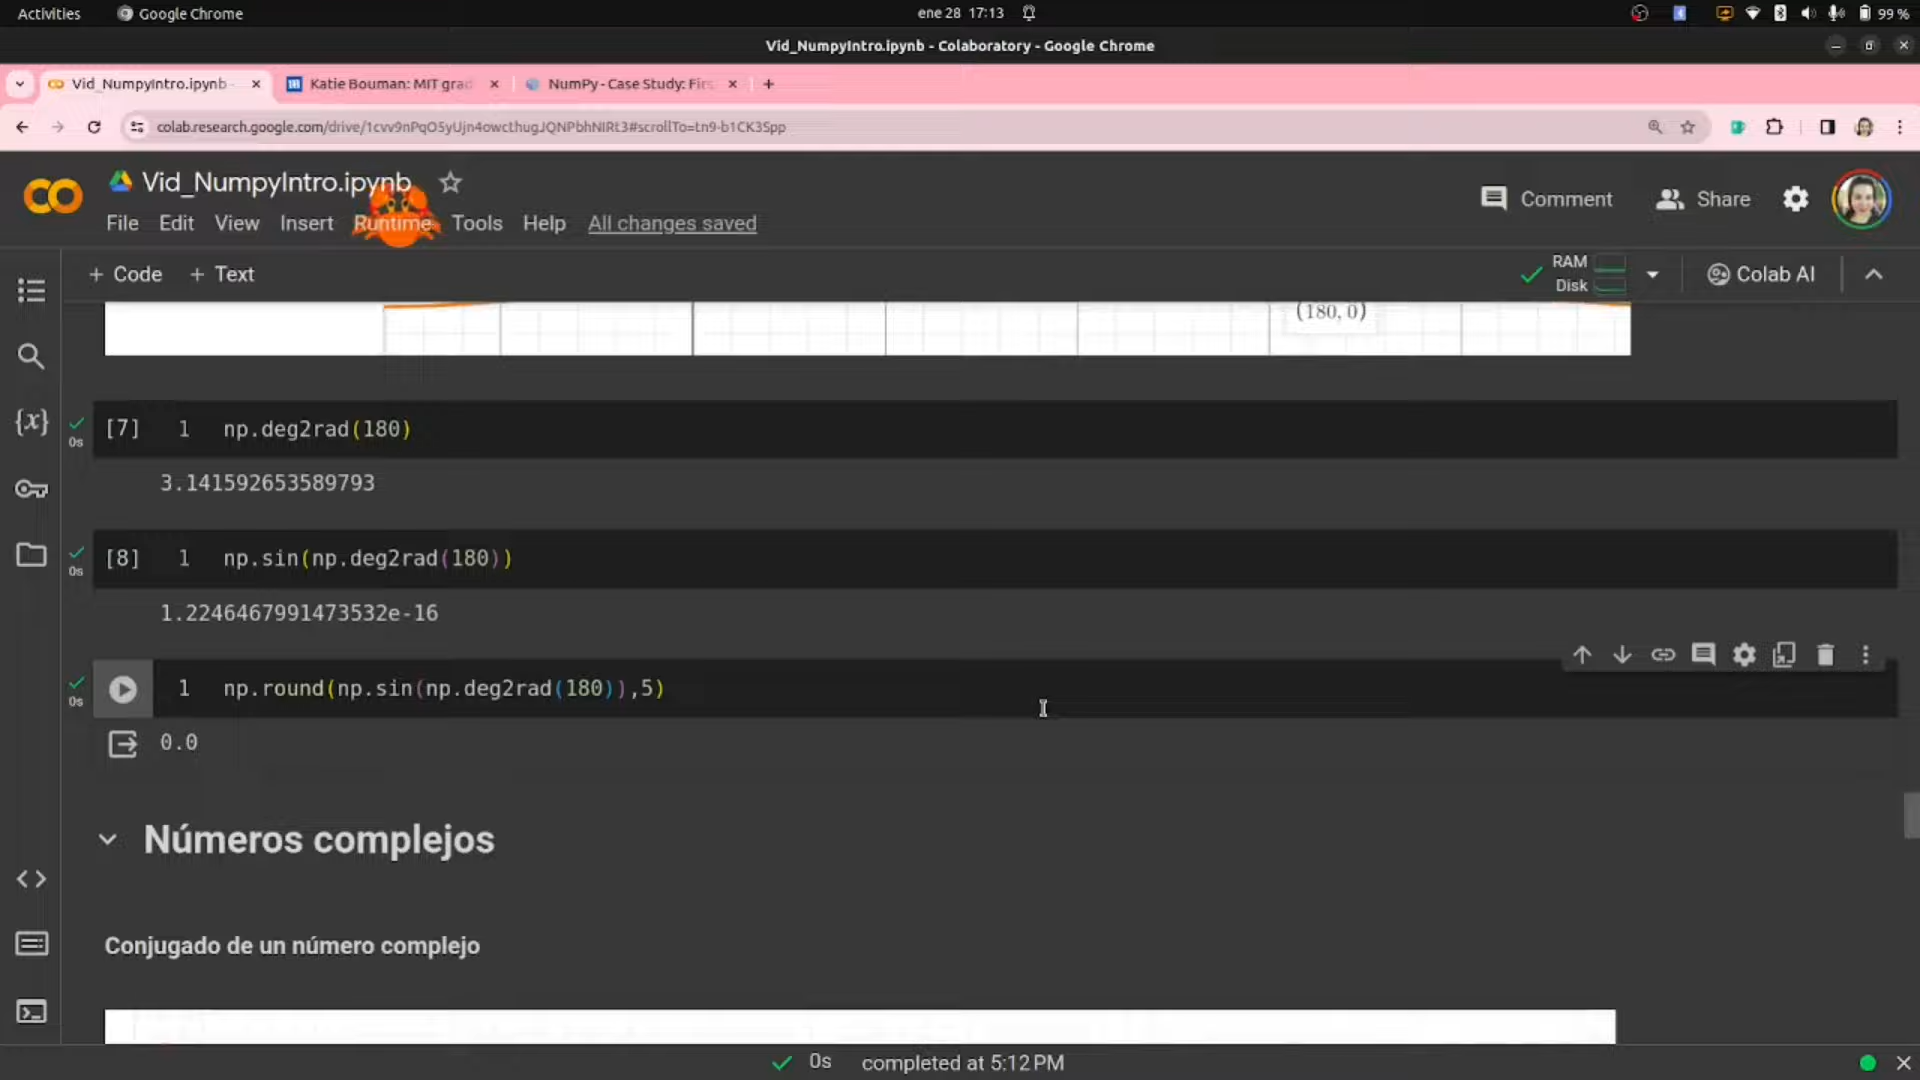 Activities
Google Chrome
ene 28 17:13
99 %
Vid_NumpyIntro.ipynb - Colaboratory - Google Chrome
Vid_NumpyIntro.ipynb -
Katie Bouman: MIT grad
NumPy - Case Study: Firs
colab.research.google.com/drive/1cvv9nPqO5yUjn4owcthugJQNPbhNIRt3#scrollTo=tn9-b1CK3Spp
Vid_NumpyIntro.ipynb
Comment
Share
File Edit View Insert Runtime Tools Help All changes saved
+ Code + Text
RAM
Disk
Colab AI
(180, 0)
[7] 1 np.deg2rad(180)
0s
3.141592653589793
[8] 1 np.sin(np.deg2rad(180))
0s
1.2246467991473532e-16
1 np.round(np.sin(np.deg2rad(180)),5)
0s
0.0
Números complejos
Conjugado de un número complejo
0s completed at 5:12 PM